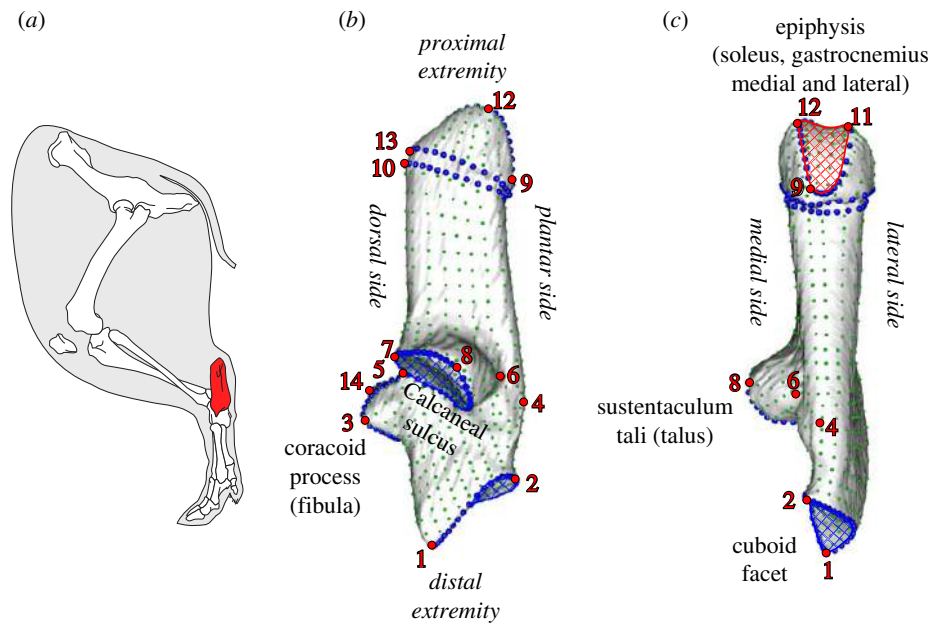 (a)
(b)
proximal
extremity
12
13
10
9
dorsal side
plantar side
7
8
5
6
14
4
3
Calcaneal
sulcus
coracoid
process
(fibula)
2
1
distal
extremity
(c)
epiphysis
(soleus, gastrocnemius
medial and lateral)
12
11
9
medial side
lateral side
8
6
sustentaculum
tali (talus)
4
2
cuboid
facet
1